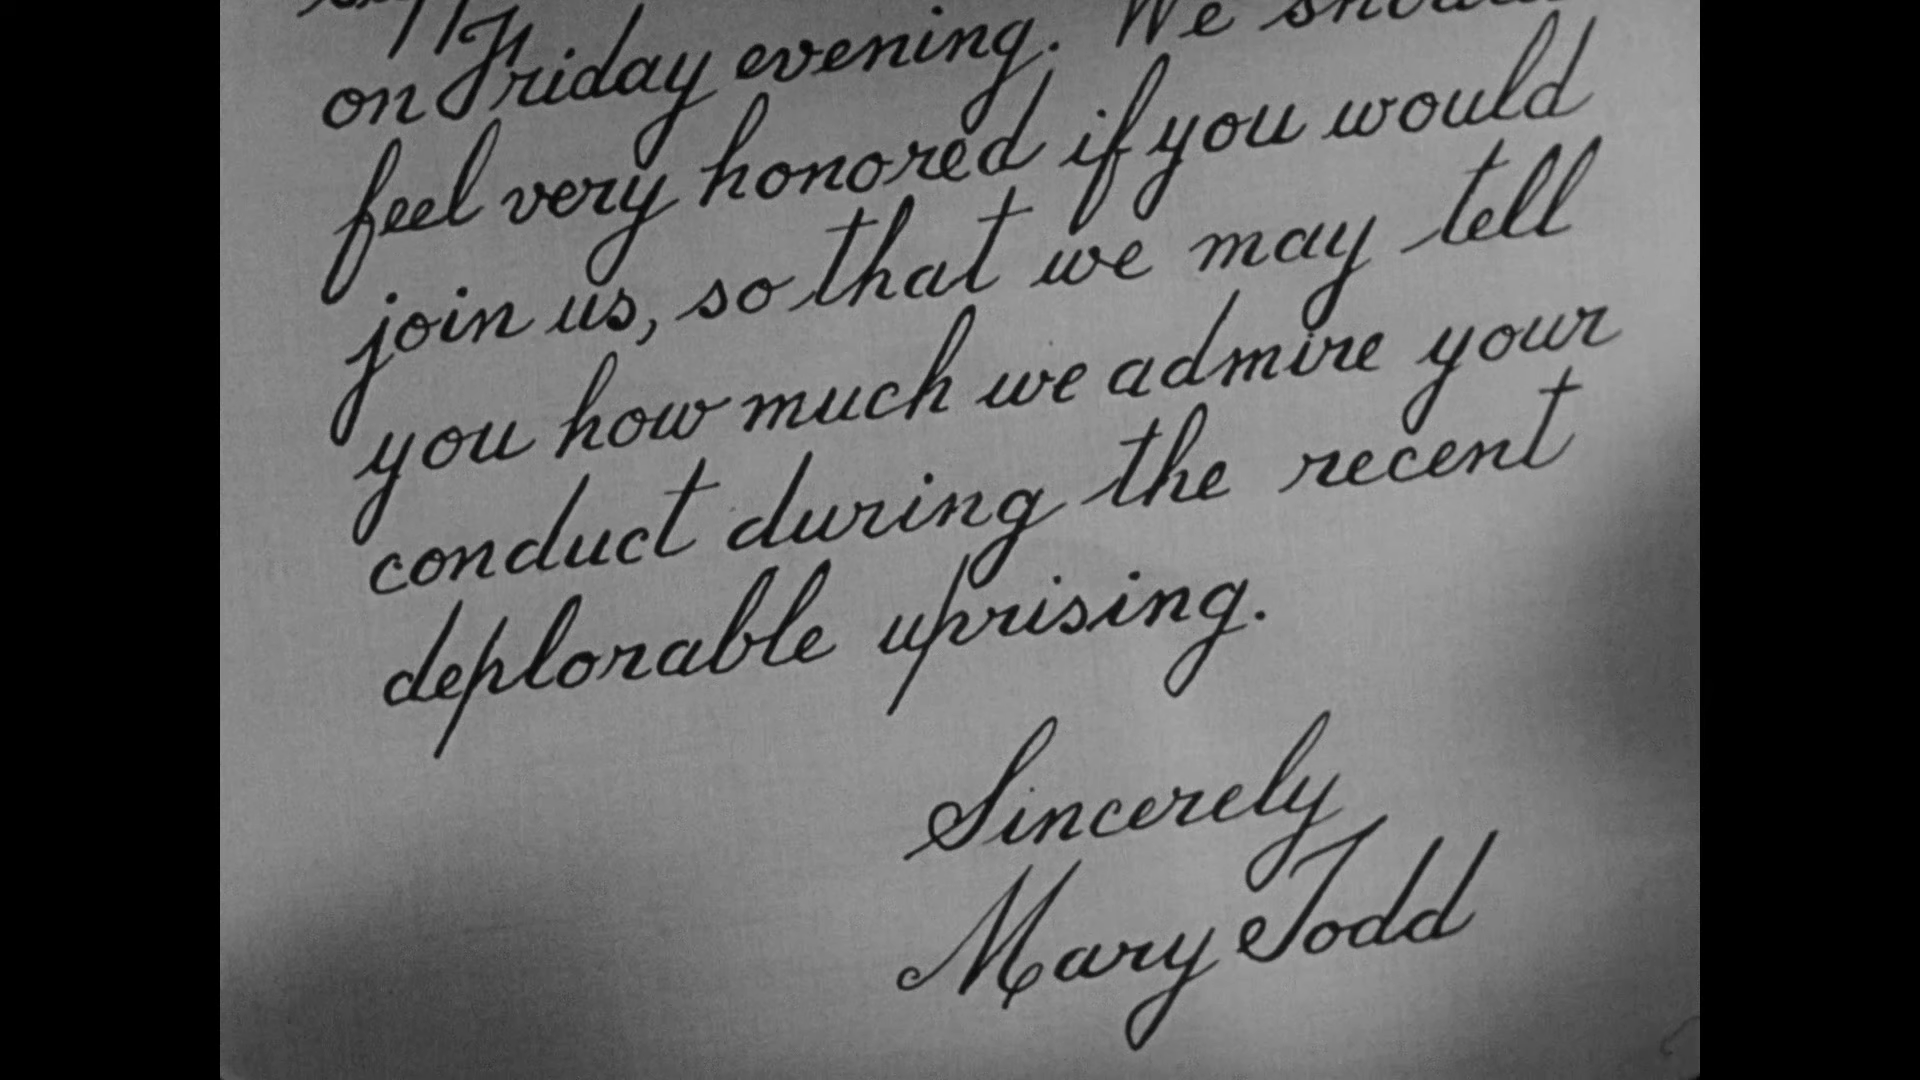 on Friday evening. We should
feel very honored if you would
join us, so that we may tell
you how much we admire your
conduct during the recent
deplorable uprising.
Sincerely
Mary Todd